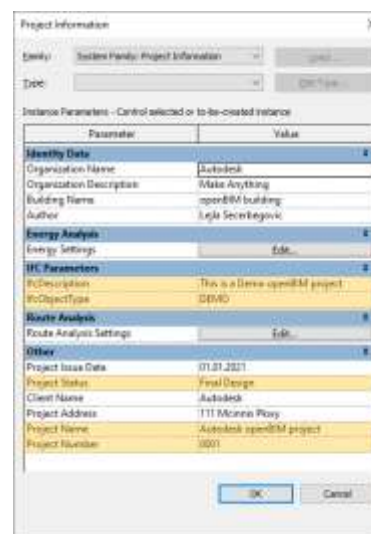 Project Information
Family: System Family: Project Information Load...
Type: Edit Type...
Instance Parameters - Control selected or to-be-created instance
Parameter Value
Identity Data
Organization Name Autodesk
Organization Description Make Anything
Building Name openBIM building
Author Lejla Secerbegovic
Energy Analysis
Energy Settings Edit...
IFC Parameters
IfcDescription This is a Demo openBIM project
IfcObjectType DEMO
Route Analysis
Route Analysis Settings Edit...
Other
Project Issue Date 01.01.2021
Project Status Final Design
Client Name Autodesk
Project Address 111 Mcinnis Pkwy
Project Name Autodesk openBIM project
Project Number 0001
OK Cancel